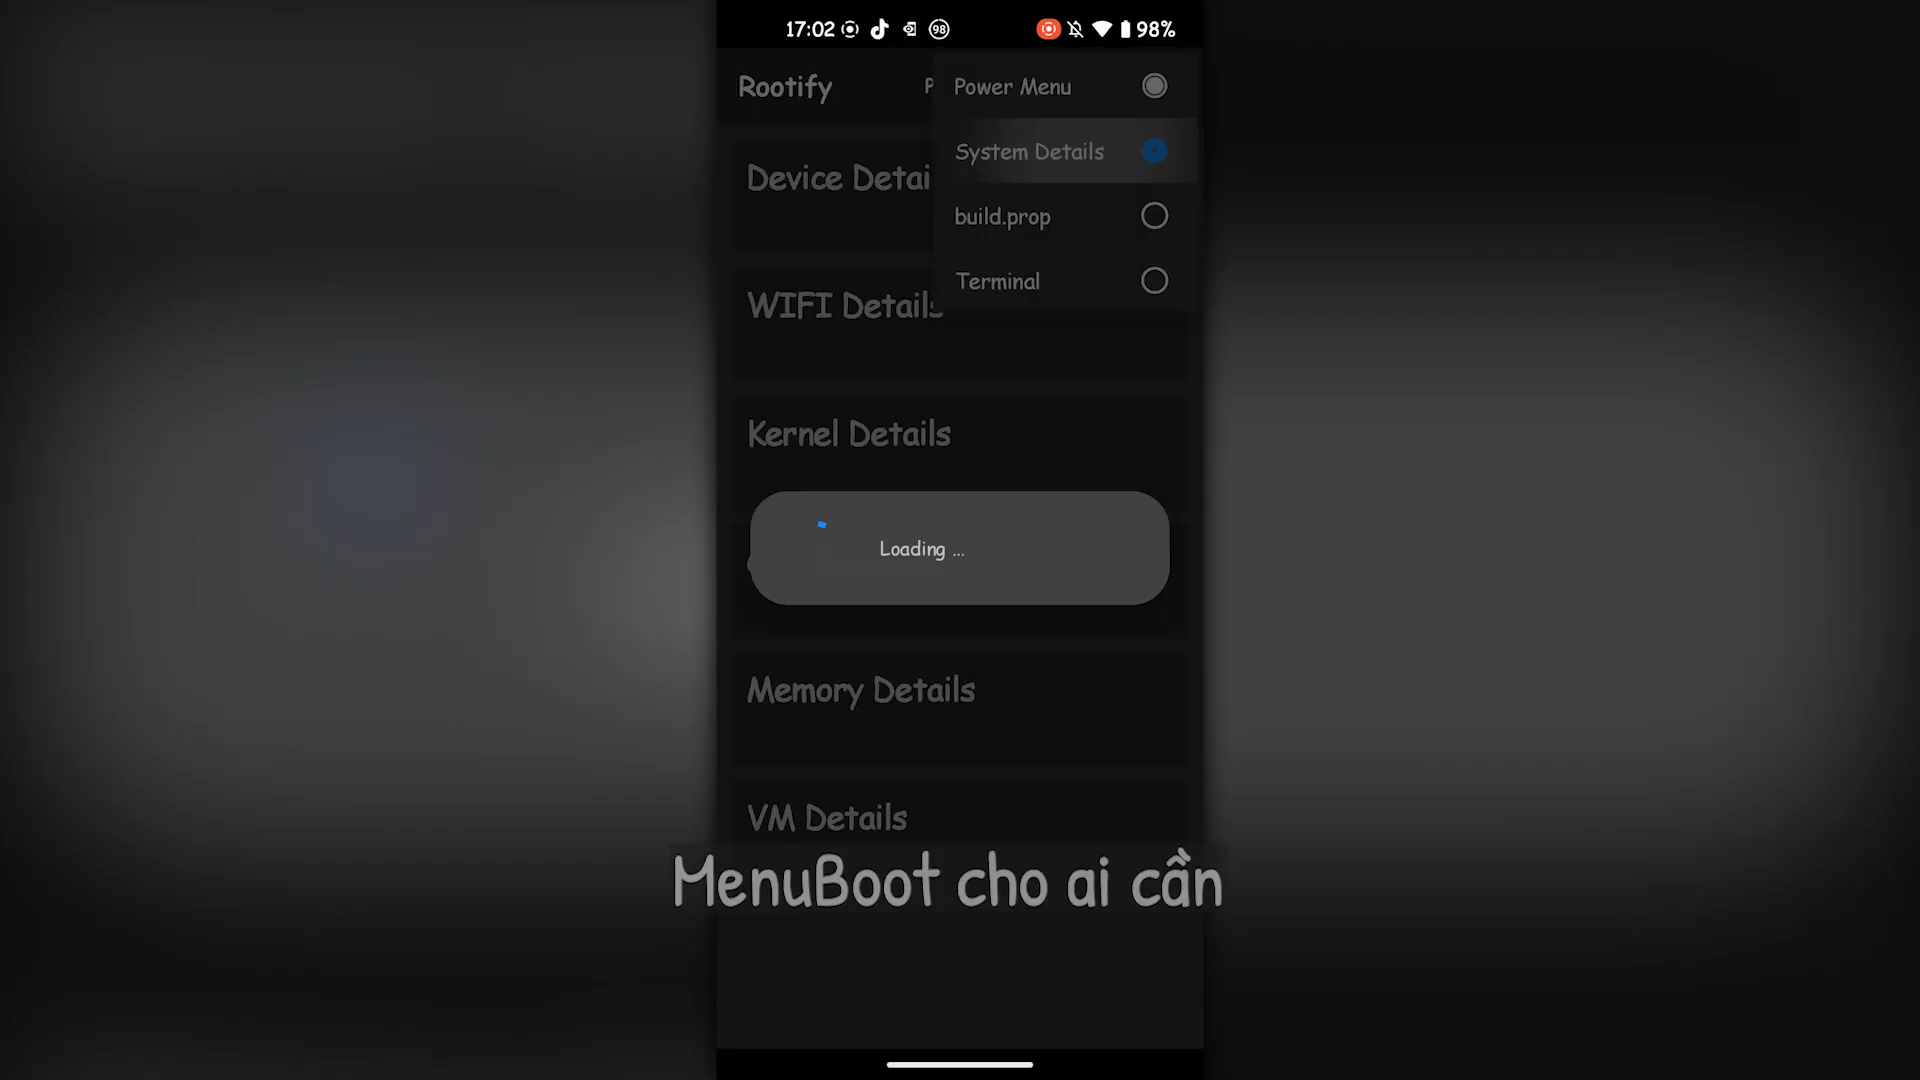 17:02 98 98%
Rootify P Power Menu
System Details
Device Detai
build.prop
Terminal
WIFI Details
Kernel Details
Loading ...
Memory Details
VM Details
MenuBoot cho ai cần